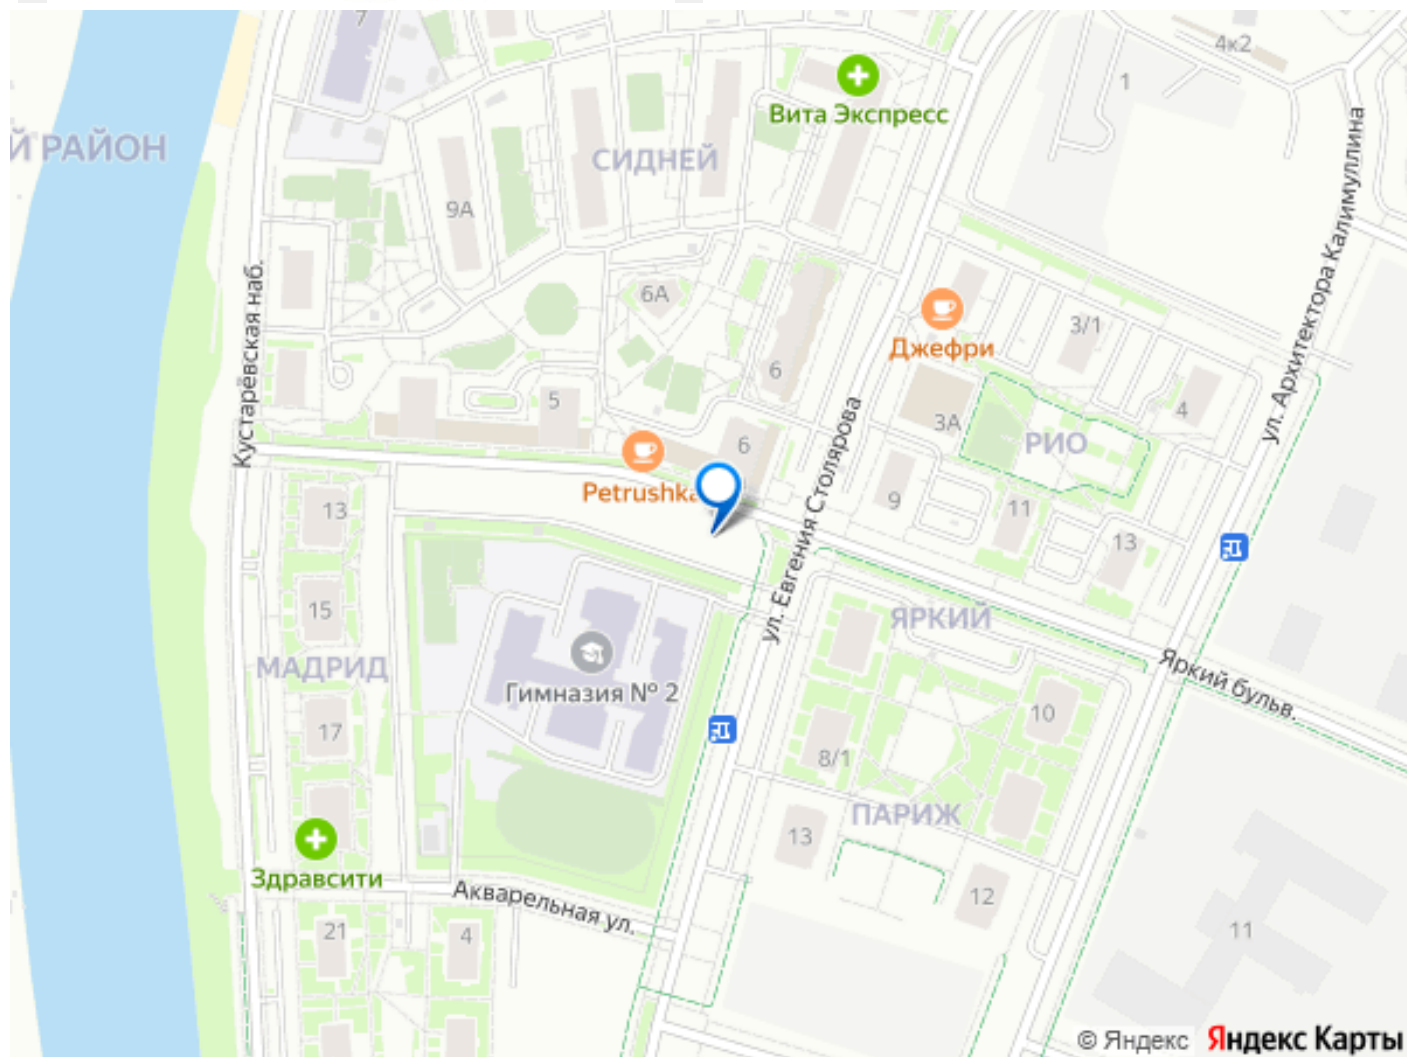 7
4к2
1
Вита Экспресс
Й РАЙОН
СИДНЕЙ
9А
ул. Архитектора Калимуллина
Кустарёвская наб.
6А
3/1
Джефри
6
5
4
3А
РИО
6
Petrushka
ул. Евгения Столярова
9
11
13
13
15
ЯРКИЙ
МАДРИД
Гимназия № 2
Яркий бульв.
17
10
8/1
ПАРИЖ
13
Здравсити
Акварельная ул.
12
21
4
11
© Яндекс
Яндекс Карты